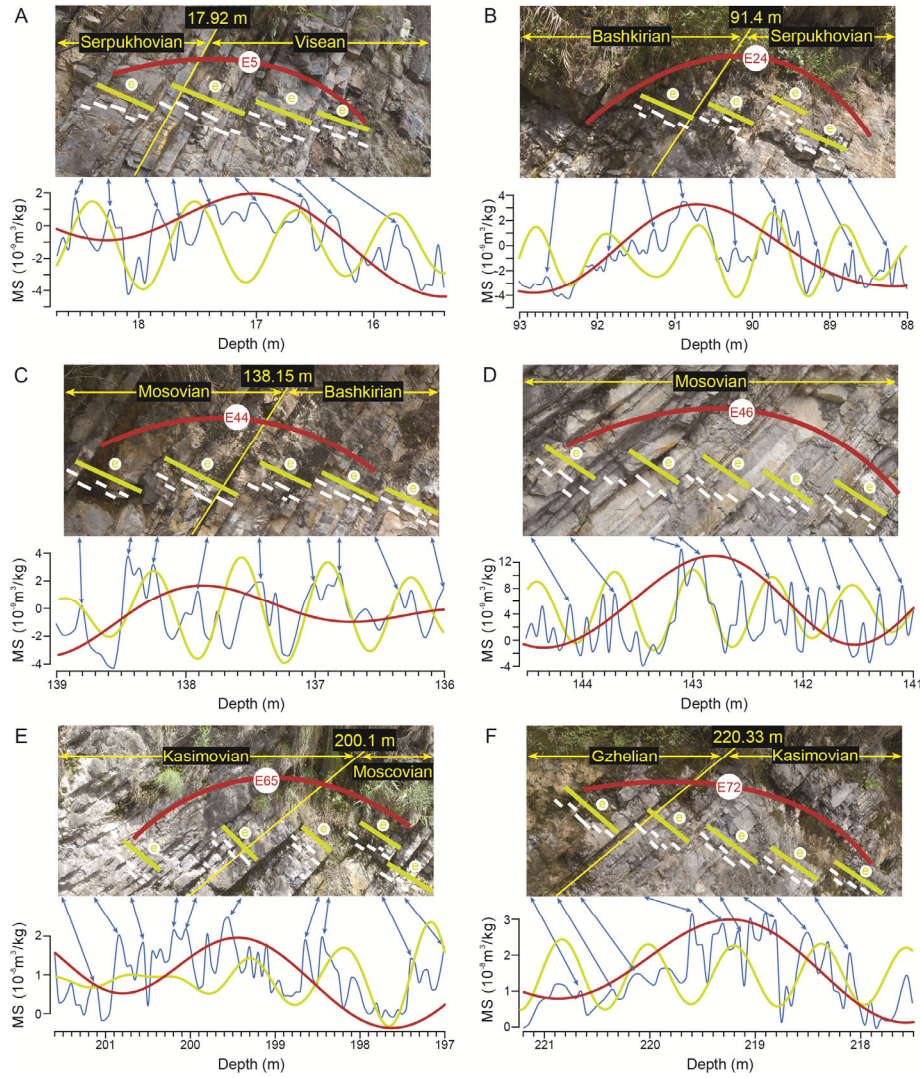 A
17.92 m
Serpukhovian
Visean
E5
e
e
e
e
MS (10⁻⁹m³/kg)
2
0
-2
-4
18
17
16
Depth (m)
B
91.4 m
Bashkirian
Serpukhovian
E24
e
e
e
e
MS (10⁻⁹m³/kg)
4
2
0
-2
-4
93
92
91
90
89
88
Depth (m)
C
138.15 m
Mosovian
Bashkirian
E44
e
e
e
e
e
MS (10⁻⁹m³/kg)
4
2
0
-2
-4
139
138
137
136
Depth (m)
D
Mosovian
E46
e
e
e
e
e
MS (10⁻⁹m³/kg)
12
8
4
0
-4
144
143
142
141
Depth (m)
E
200.1 m
Kasimovian
Moscovian
E65
e
e
e
e
e
MS (10⁻⁸m³/kg)
2
1
0
201
200
199
198
197
Depth (m)
F
220.33 m
Gzhelian
Kasimovian
E72
e
e
e
e
e
MS (10⁻⁸m³/kg)
3
2
1
0
221
220
219
218
Depth (m)